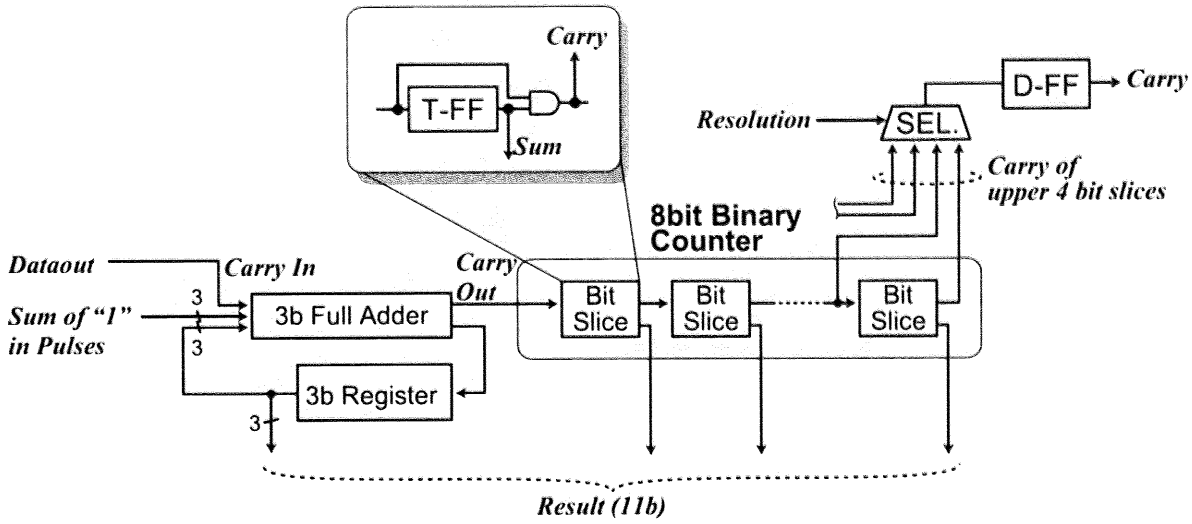 Carry
T-FF
Sum
D-FF
Carry
Resolution
SEL.
Carry of
upper 4 bit slices
8bit Binary
Counter
Dataout
Carry In
Carry
Out
3
Sum of "1"
in Pulses
3
3b Full Adder
Bit
Slice
Bit
Slice
Bit
Slice
3b Register
3
Result (11b)